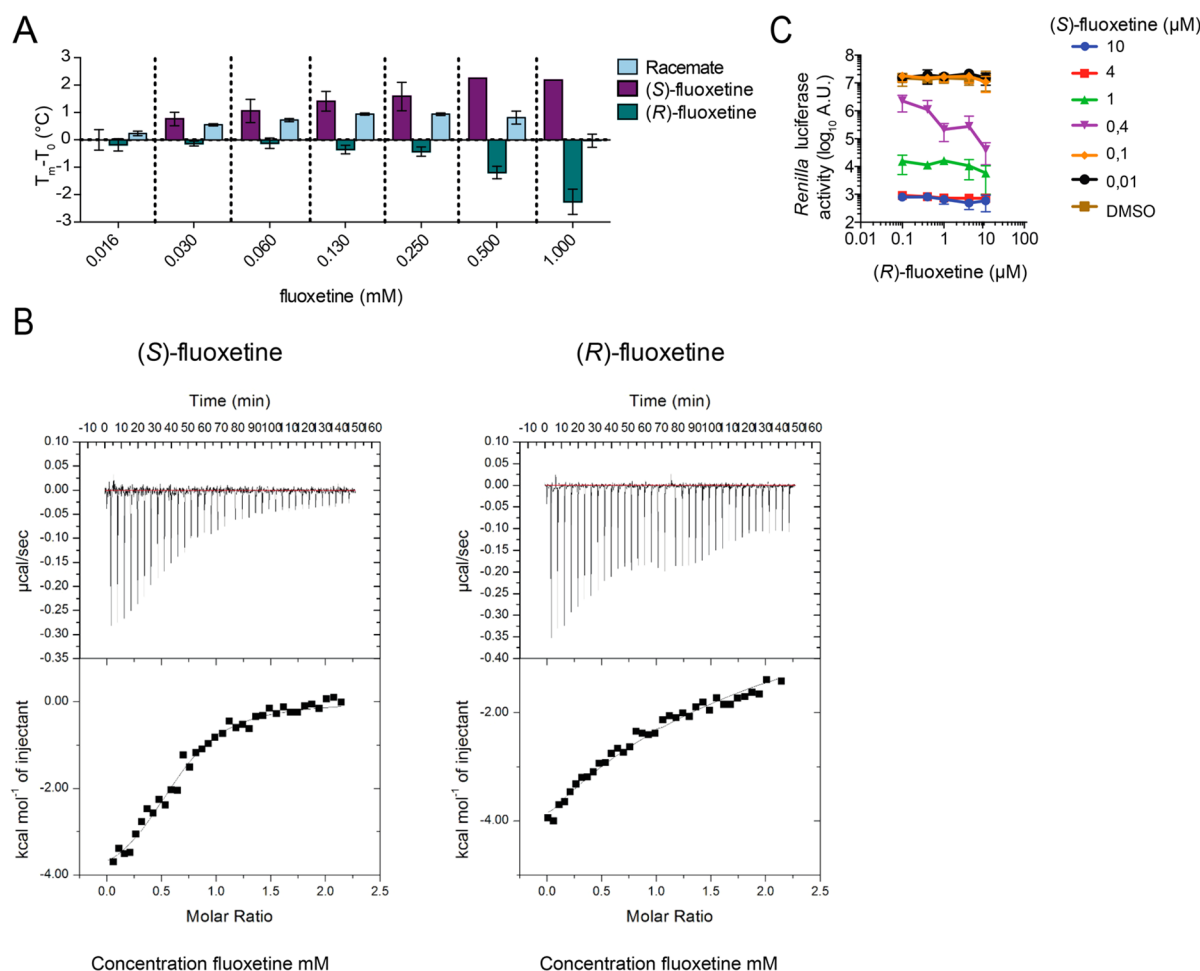 A
Tm-T0 (°C)
3
2
1
0
-1
-2
-3
Racemate
(S)-fluoxetine
(R)-fluoxetine
0.016
0.030
0.060
0.130
0.250
0.500
1.000
fluoxetine (mM)
C
Renilla luciferase
activity (log10 A.U.)
8
7
6
5
4
3
2
0.01 0.1 1 10 100
(R)-fluoxetine (µM)
(S)-fluoxetine (µM)
10
4
1
0,4
0,1
0,01
DMSO
B
(S)-fluoxetine
Time (min)
-10 0 10 20 30 40 50 60 70 80 90 100 110 120 130 140 150 160
0.10
0.05
0.00
-0.05
-0.10
-0.15
-0.20
-0.25
-0.30
-0.35
µcal/sec
0.00
-2.00
-4.00
kcal mol-1 of injectant
0.0 0.5 1.0 1.5 2.0 2.5
Molar Ratio
Concentration fluoxetine mM
(R)-fluoxetine
Time (min)
-10 0 10 20 30 40 50 60 70 80 90 100 110 120 130 140 150 160
0.10
0.05
0.00
-0.05
-0.10
-0.15
-0.20
-0.25
-0.30
-0.35
-0.40
µcal/sec
-2.00
-4.00
kcal mol-1 of injectant
0.0 0.5 1.0 1.5 2.0 2.5
Molar Ratio
Concentration fluoxetine mM